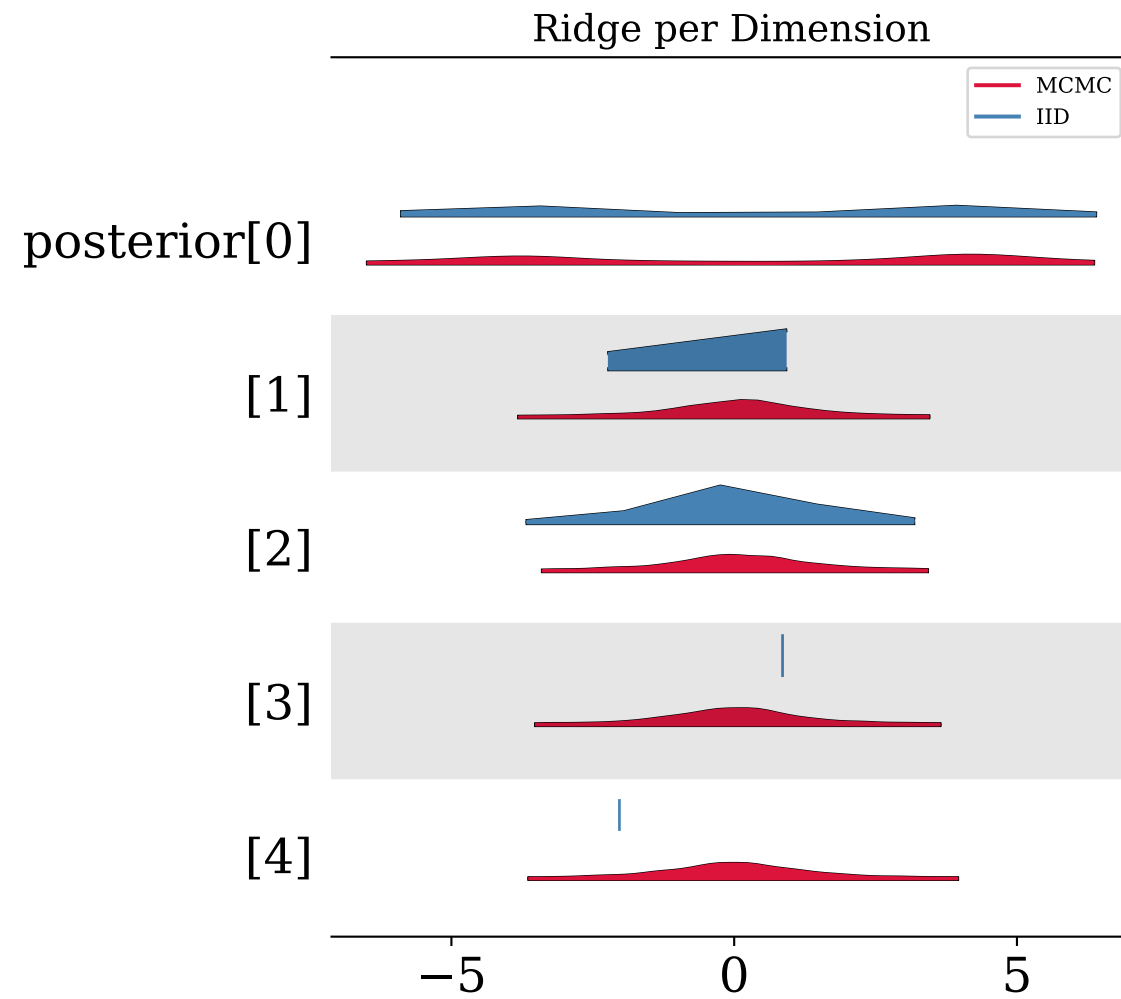 Ridge per Dimension
MCMC
IID
posterior[0]
[1]
[2]
[3]
[4]
−5 0 5